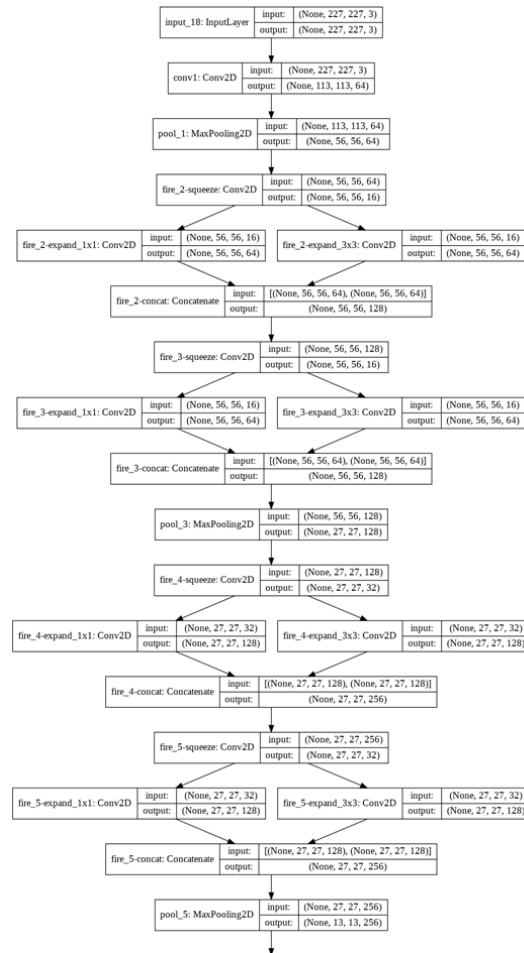 input_18: InputLayer input: (None, 227, 227, 3)
output: (None, 227, 227, 3)
conv1: Conv2D input: (None, 227, 227, 3)
output: (None, 113, 113, 64)
pool_1: MaxPooling2D input: (None, 113, 113, 64)
output: (None, 56, 56, 64)
fire_2-squeeze: Conv2D input: (None, 56, 56, 64)
output: (None, 56, 56, 16)
fire_2-expand_1x1: Conv2D input: (None, 56, 56, 16)
output: (None, 56, 56, 64)
fire_2-expand_3x3: Conv2D input: (None, 56, 56, 16)
output: (None, 56, 56, 64)
fire_2-concat: Concatenate input: [(None, 56, 56, 64), (None, 56, 56, 64)]
output: (None, 56, 56, 128)
fire_3-squeeze: Conv2D input: (None, 56, 56, 128)
output: (None, 56, 56, 16)
fire_3-expand_1x1: Conv2D input: (None, 56, 56, 16)
output: (None, 56, 56, 64)
fire_3-expand_3x3: Conv2D input: (None, 56, 56, 16)
output: (None, 56, 56, 64)
fire_3-concat: Concatenate input: [(None, 56, 56, 64), (None, 56, 56, 64)]
output: (None, 56, 56, 128)
pool_3: MaxPooling2D input: (None, 56, 56, 128)
output: (None, 27, 27, 128)
fire_4-squeeze: Conv2D input: (None, 27, 27, 128)
output: (None, 27, 27, 32)
fire_4-expand_1x1: Conv2D input: (None, 27, 27, 32)
output: (None, 27, 27, 128)
fire_4-expand_3x3: Conv2D input: (None, 27, 27, 32)
output: (None, 27, 27, 128)
fire_4-concat: Concatenate input: [(None, 27, 27, 128), (None, 27, 27, 128)]
output: (None, 27, 27, 256)
fire_5-squeeze: Conv2D input: (None, 27, 27, 256)
output: (None, 27, 27, 32)
fire_5-expand_1x1: Conv2D input: (None, 27, 27, 32)
output: (None, 27, 27, 128)
fire_5-expand_3x3: Conv2D input: (None, 27, 27, 32)
output: (None, 27, 27, 128)
fire_5-concat: Concatenate input: [(None, 27, 27, 128), (None, 27, 27, 128)]
output: (None, 27, 27, 256)
pool_5: MaxPooling2D input: (None, 27, 27, 256)
output: (None, 13, 13, 256)